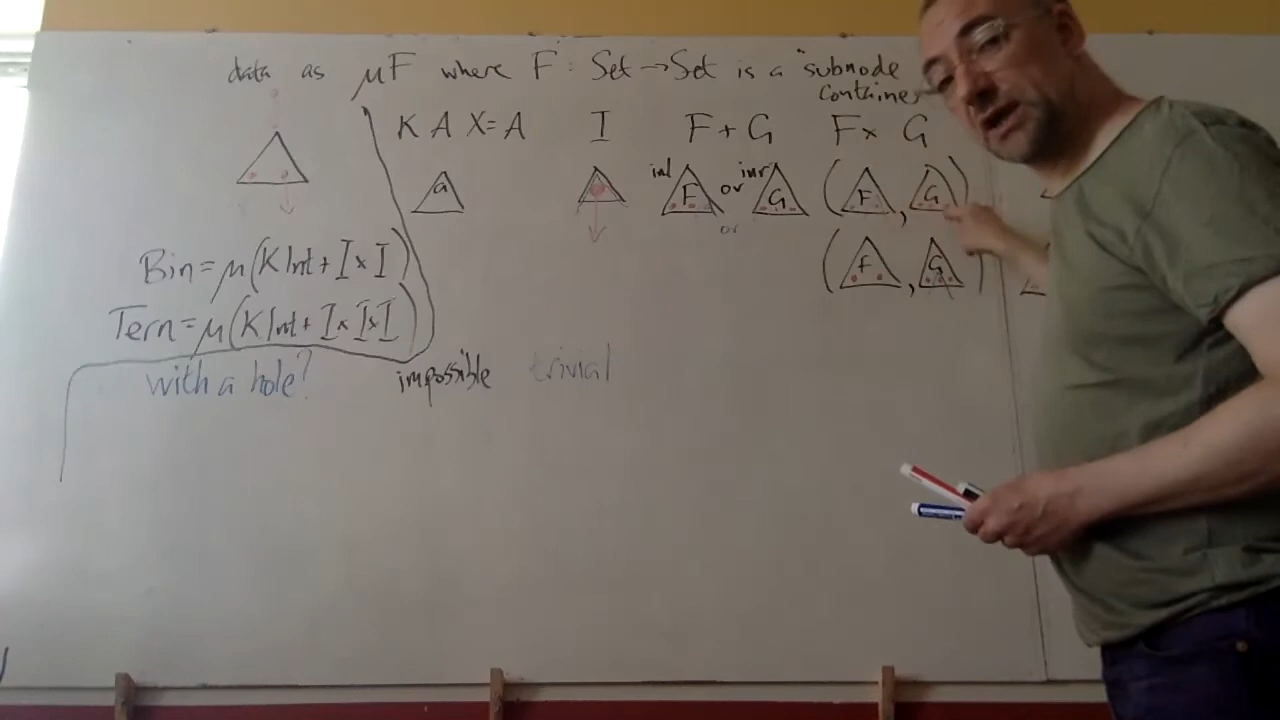 data as μF where F : Set → Set is a "subnode
container
K A X = A I F + G F × G
a inl F or inr G ( F , G )
or
( F , G )
Bin = μ(K Int + I × I)
Tern = μ(K Int + I × I × I)
with a hole? impossible trivial